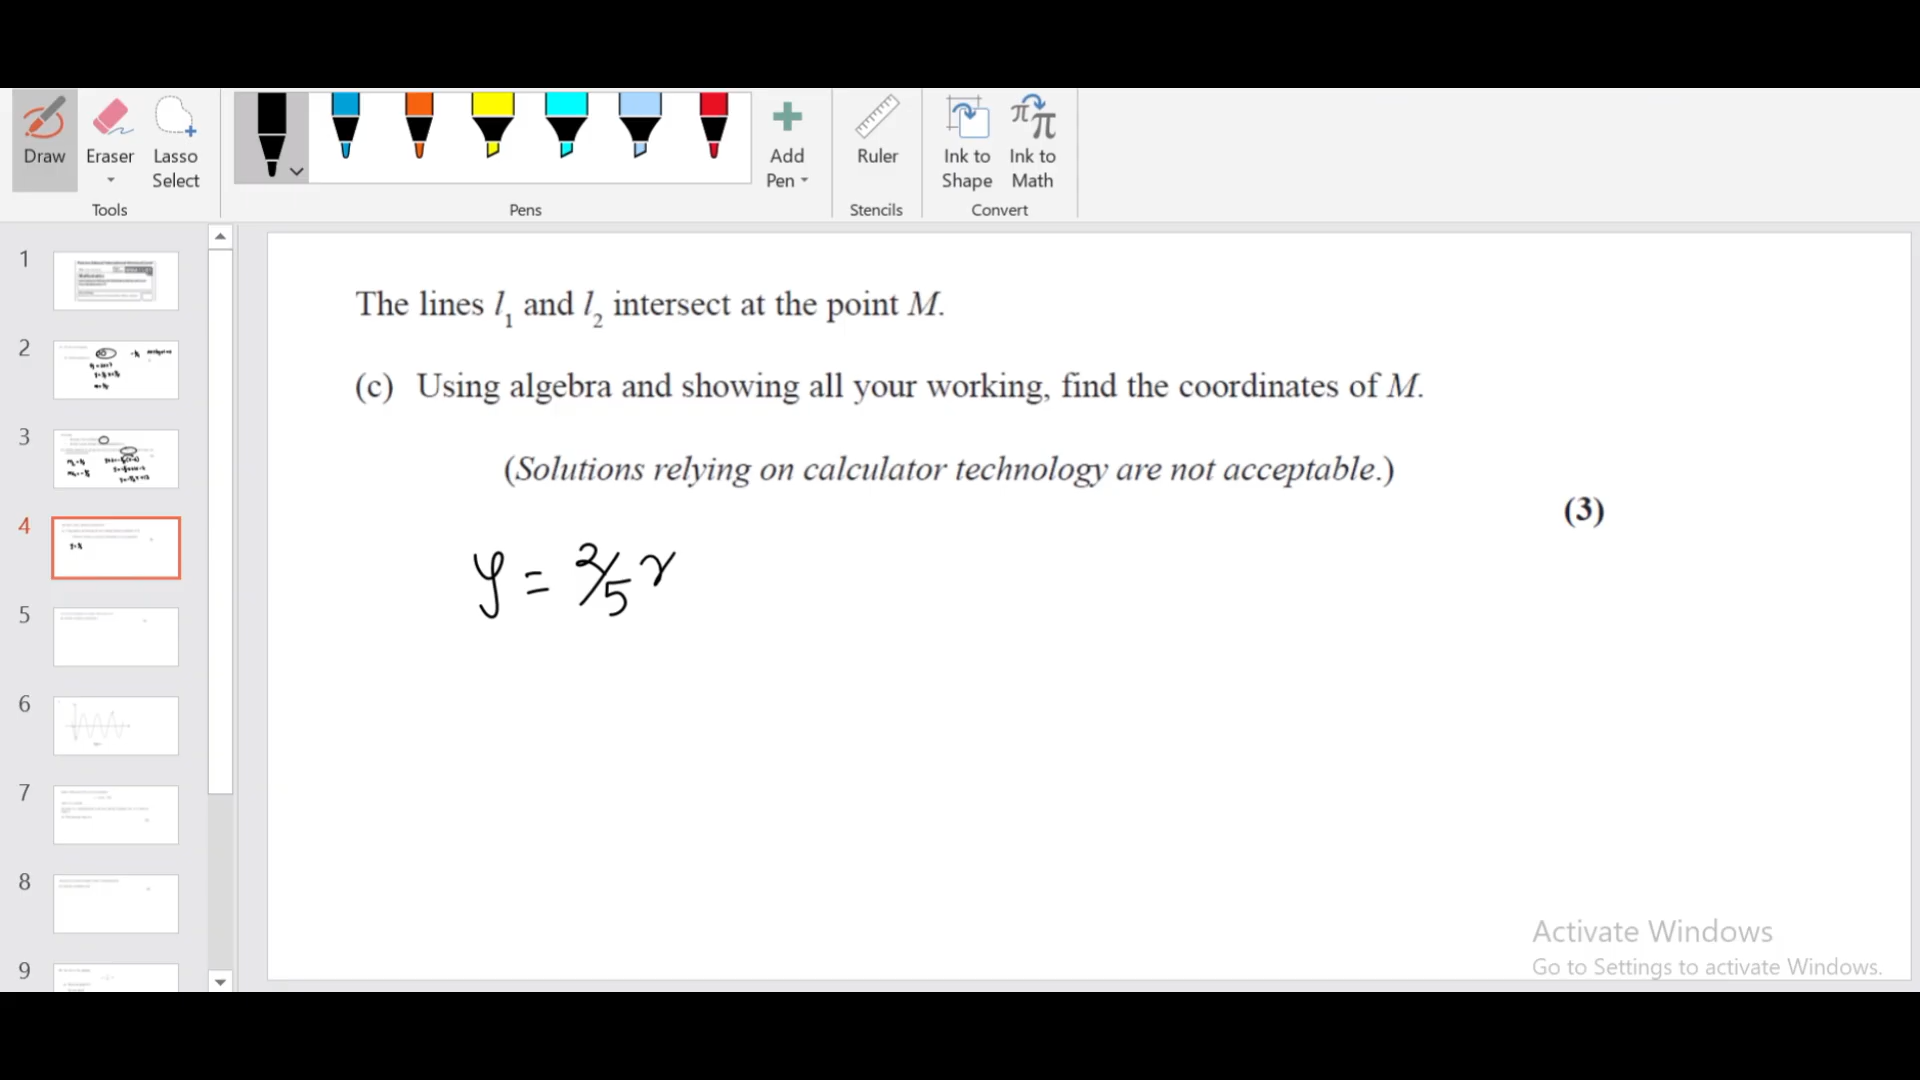 Draw
Eraser
Lasso
Select
Add
Pen
Ruler
Ink to
Shape
Ink to
Math
Tools
Pens
Stencils
Convert
1
2
3
4
5
6
7
8
9
The lines l₁ and l₂ intersect at the point M.
(c) Using algebra and showing all your working, find the coordinates of M.
(Solutions relying on calculator technology are not acceptable.)
(3)
y = 2/5 x
Activate Windows
Go to Settings to activate Windows.